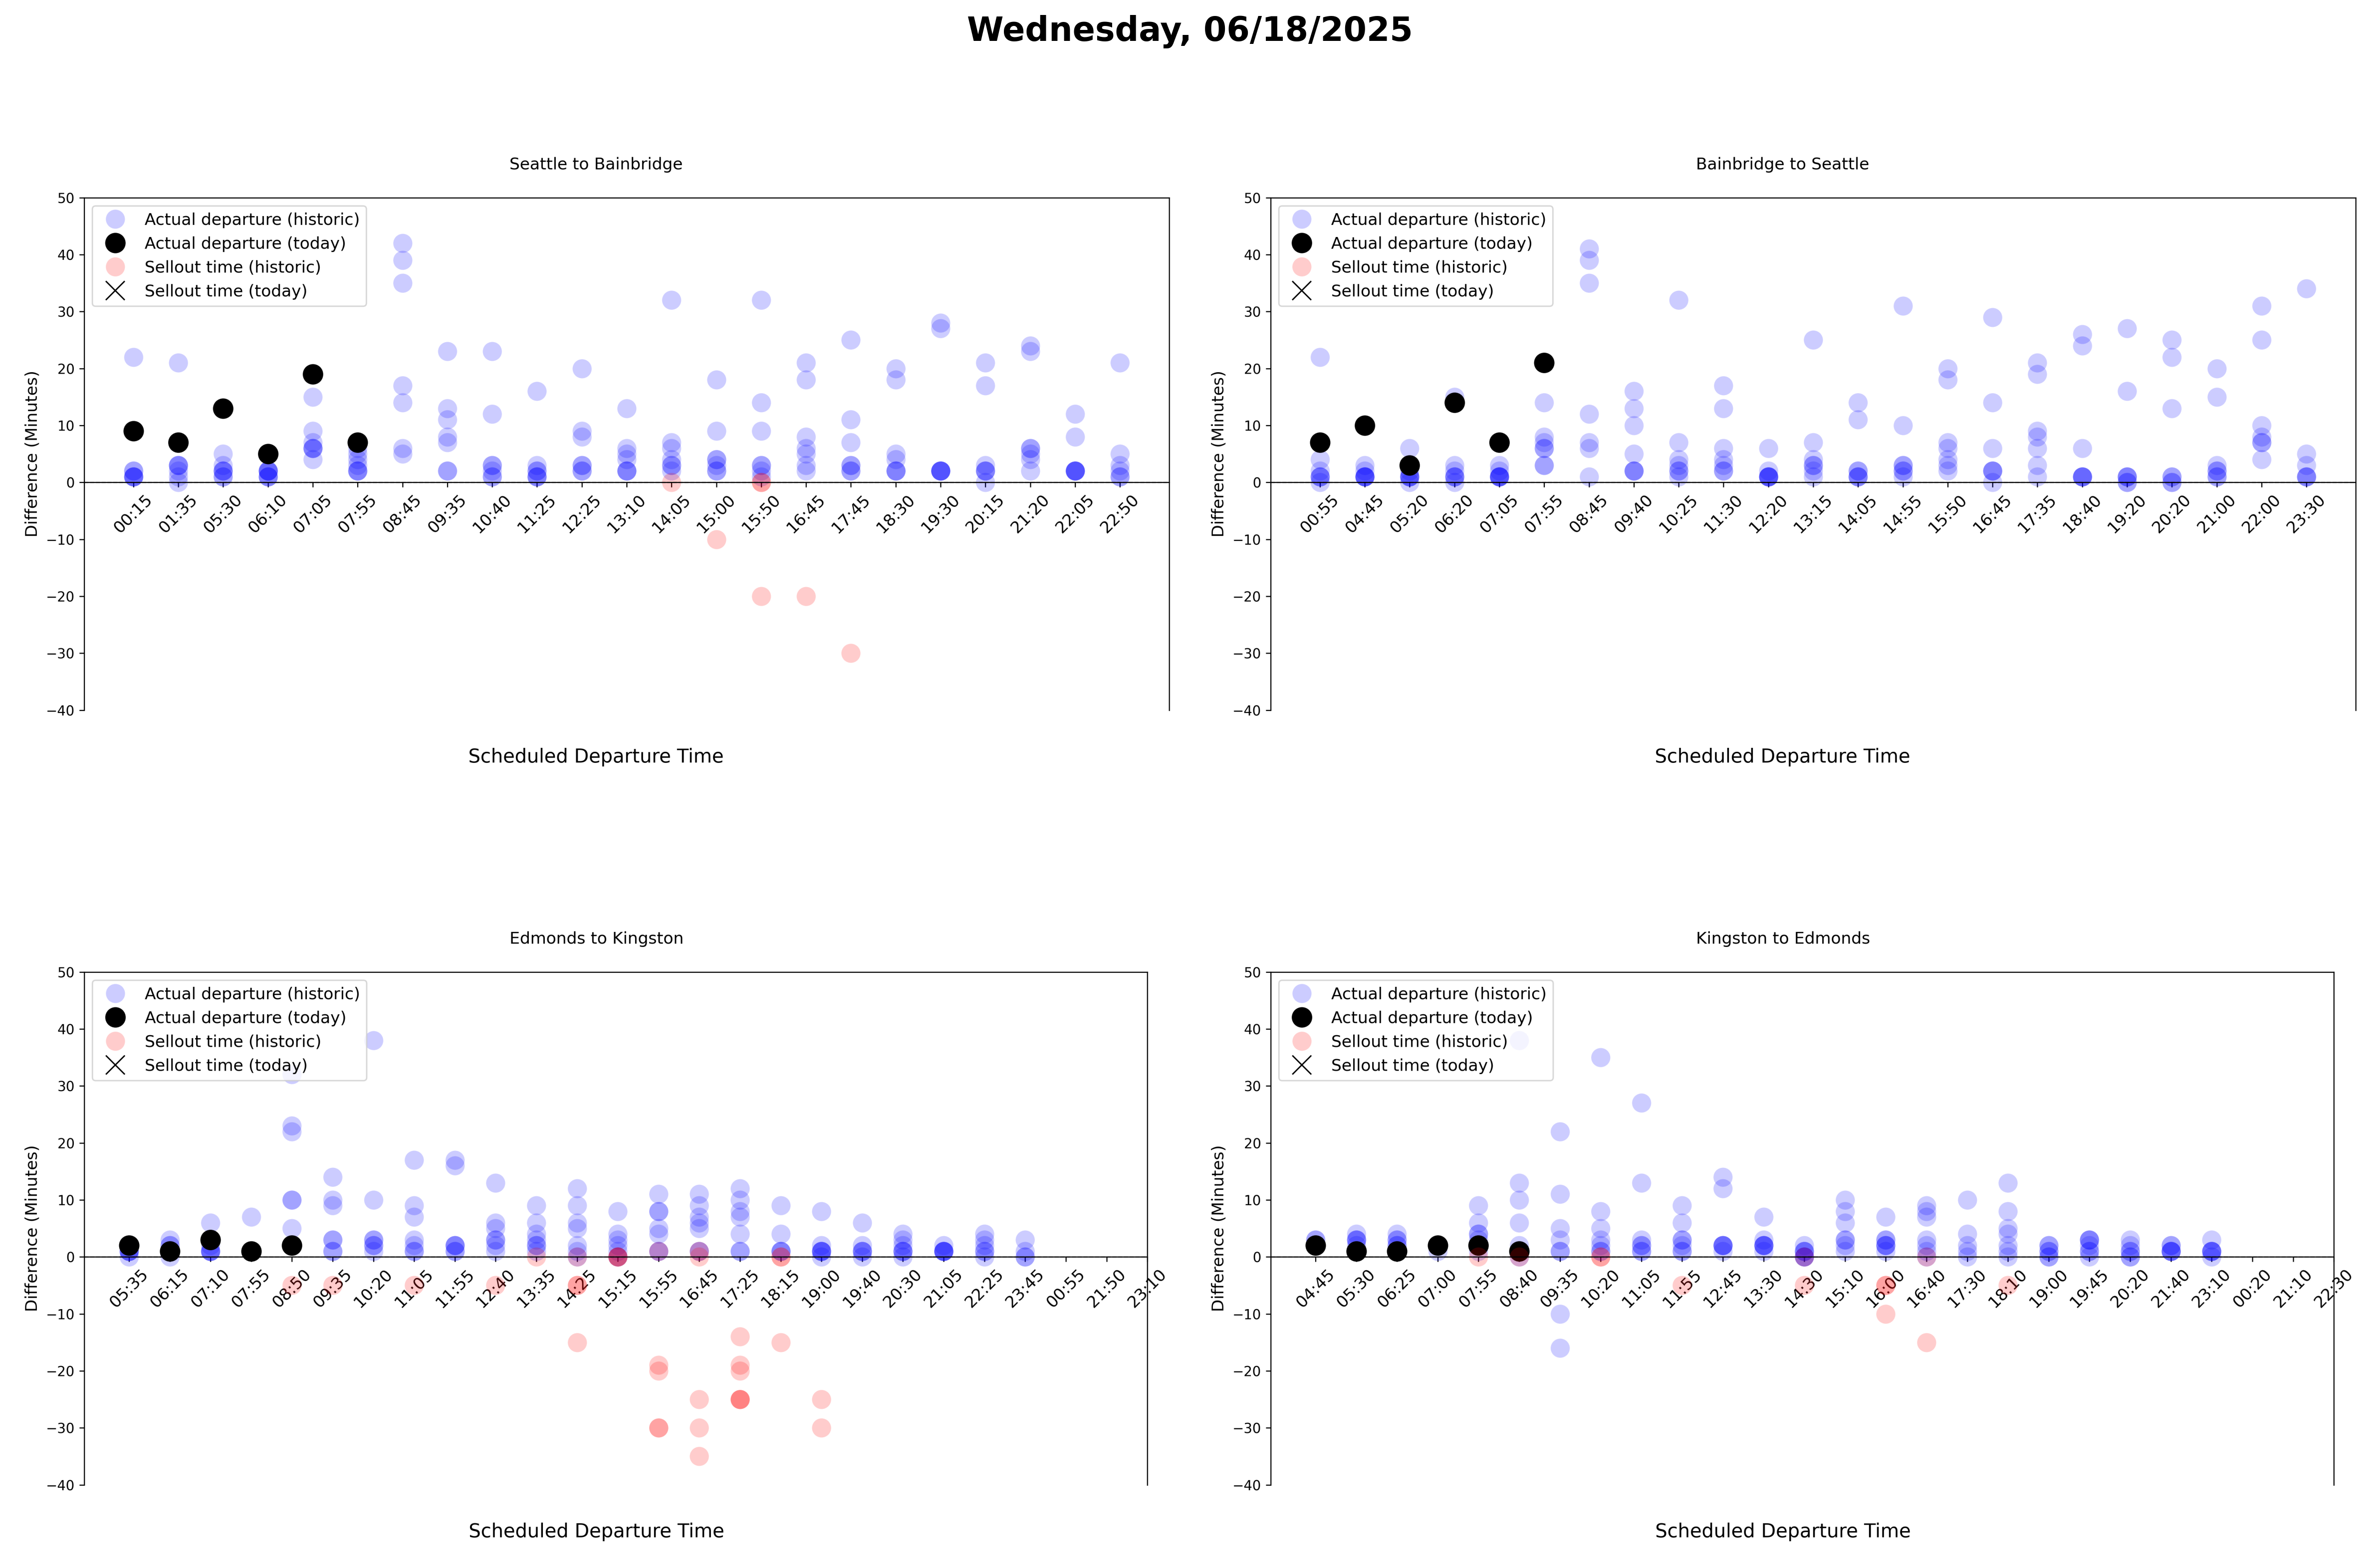 Wednesday, 06/18/2025
Seattle to Bainbridge
Difference (Minutes)
50
40
30
20
10
0
−10
−20
−30
−40
Actual departure (historic)
Actual departure (today)
Sellout time (historic)
Sellout time (today)
00:15 01:35 05:30 06:10 07:05 07:55 08:45 09:35 10:40 11:25 12:25 13:10 14:05 15:00 15:50 16:45 17:45 18:30 19:30 20:15 21:20 22:05 22:50
Scheduled Departure Time
Bainbridge to Seattle
Difference (Minutes)
50
40
30
20
10
0
−10
−20
−30
−40
Actual departure (historic)
Actual departure (today)
Sellout time (historic)
Sellout time (today)
00:55 04:45 05:20 06:20 07:05 07:55 08:45 09:40 10:25 11:30 12:20 13:15 14:05 14:55 15:50 16:45 17:35 18:40 19:20 20:20 21:00 22:00 23:30
Scheduled Departure Time
Edmonds to Kingston
Difference (Minutes)
50
40
30
20
10
0
−10
−20
−30
−40
Actual departure (historic)
Actual departure (today)
Sellout time (historic)
Sellout time (today)
05:35 06:15 07:10 07:55 08:50 09:35 10:20 11:05 11:55 12:40 13:35 14:25 15:15 15:55 16:45 17:25 18:15 19:00 19:40 20:30 21:05 22:25 23:45 00:55 21:50 23:10
Scheduled Departure Time
Kingston to Edmonds
Difference (Minutes)
50
40
30
20
10
0
−10
−20
−30
−40
Actual departure (historic)
Actual departure (today)
Sellout time (historic)
Sellout time (today)
04:45 05:30 06:25 07:00 07:55 08:40 09:35 10:20 11:05 11:55 12:45 13:30 14:30 15:10 16:00 16:40 17:30 18:10 19:00 19:45 20:20 21:40 23:10 00:20 21:10 22:30
Scheduled Departure Time